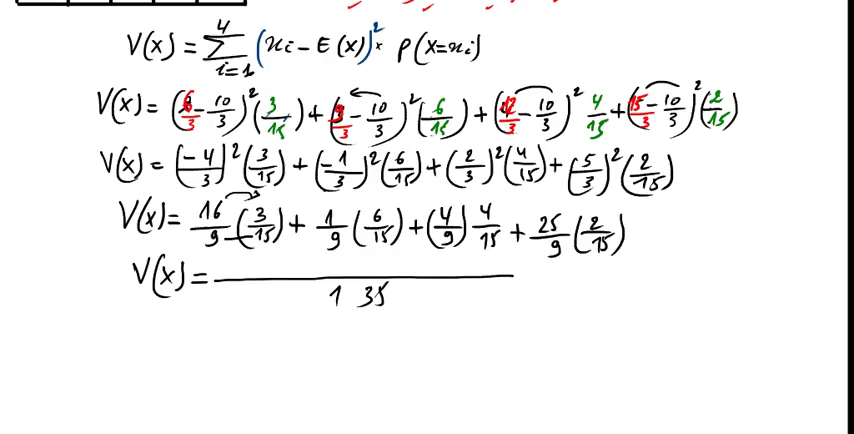 V(x) = ∑_{i=1}^{4} (xi - E(x))² × P(X=xi)
V(x) = (6/3 - 10/3)² (3/15) + (9/3 - 10/3)² (6/15) + (12/3 - 10/3)² 4/15 + (15/3 - 10/3)² (2/15)
V(x) = (-4/3)² (3/15) + (-1/3)² (6/15) + (2/3)² (4/15) + (5/3)² (2/15)
V(x) = 16/9 (3/15) + 1/9 (6/15) + (4/9) 4/15 + 25/9 (2/15)
V(x) = ___/135